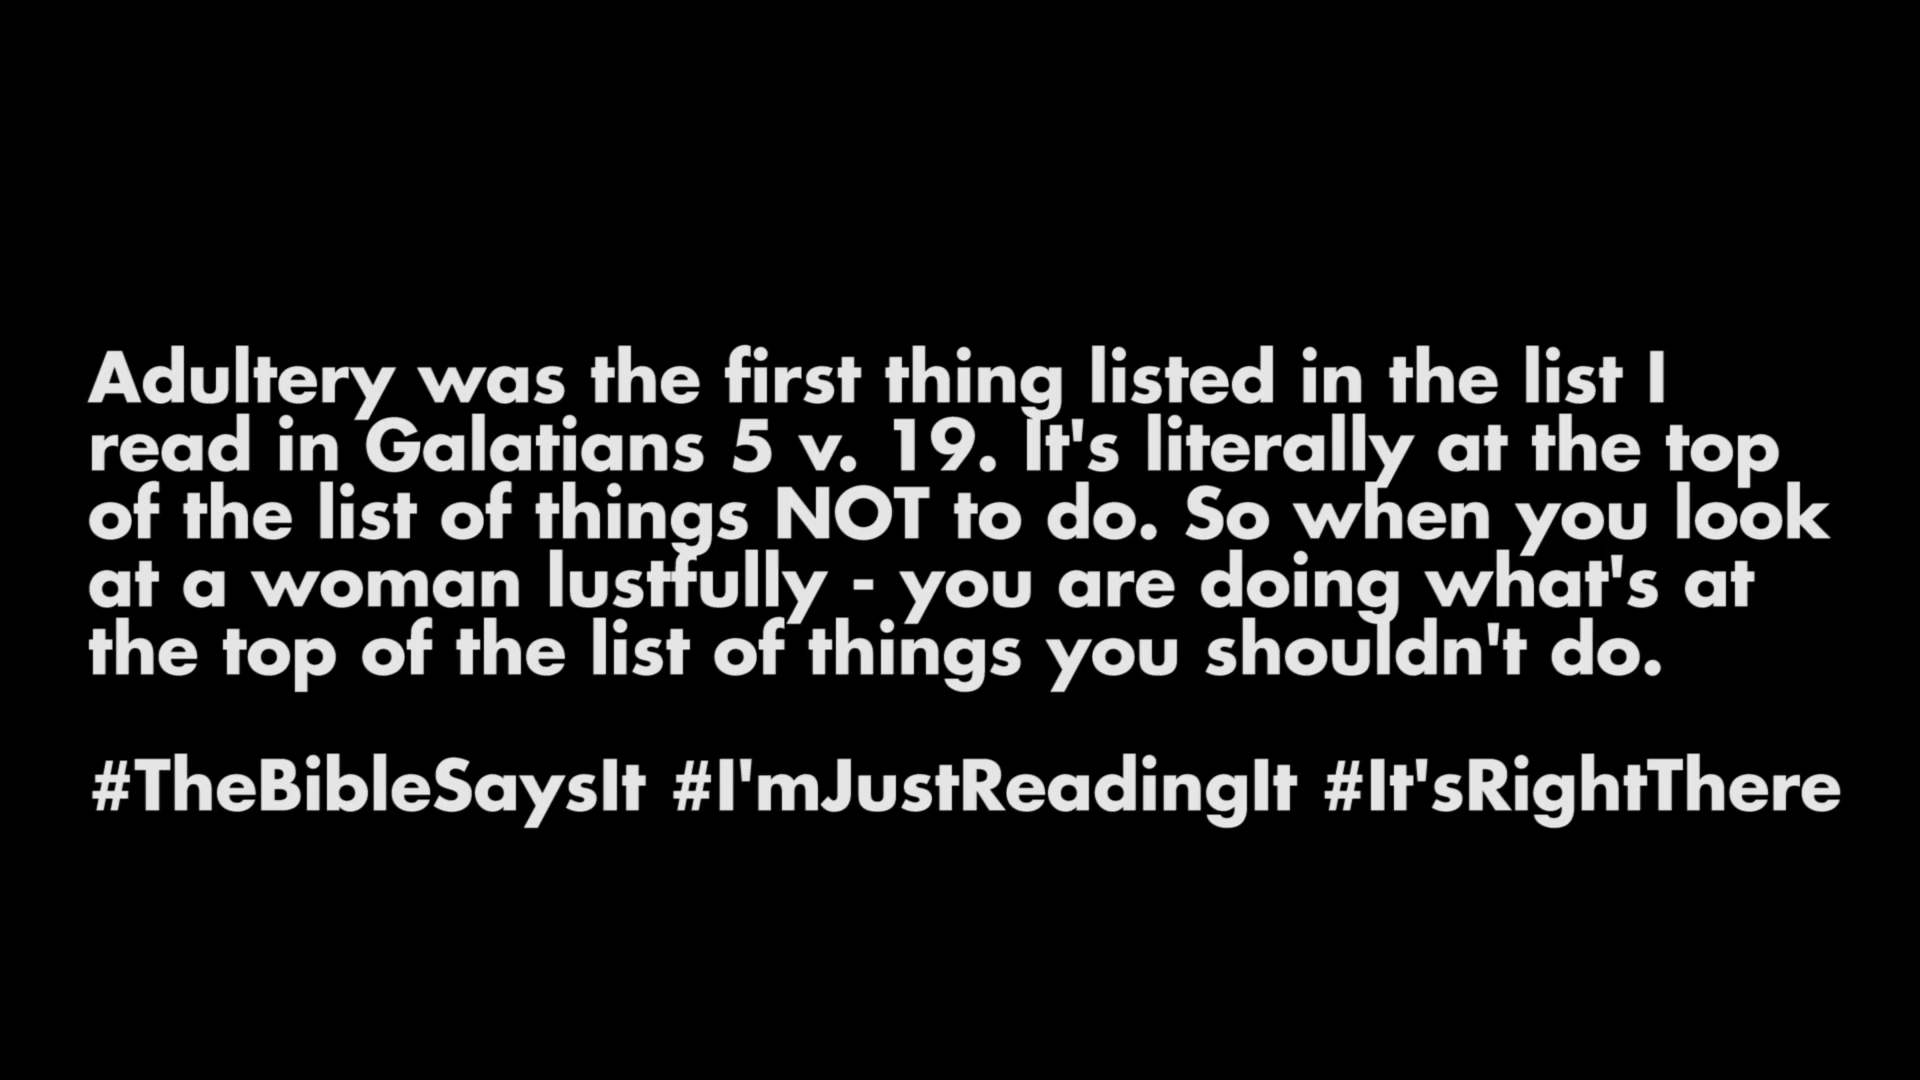 Adultery was the first thing listed in the list I
read in Galatians 5 v. 19. It's literally at the top
of the list of things NOT to do. So when you look
at a woman lustfully - you are doing what's at
the top of the list of things you shouldn't do.
#TheBibleSaysIt #I'mJustReadingIt #It'sRightThere